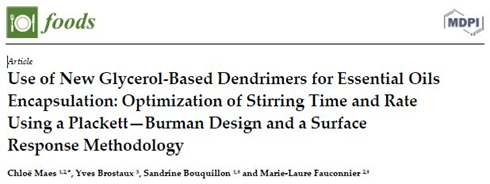 foods
MDPI
Article
Use of New Glycerol-Based Dendrimers for Essential Oils
Encapsulation: Optimization of Stirring Time and Rate
Using a Plackett—Burman Design and a Surface
Response Methodology
Chloë Maes 1,2,*, Yves Brostaux 3, Sandrine Bouquillon 1,† and Marie-Laure Fauconnier 2,†